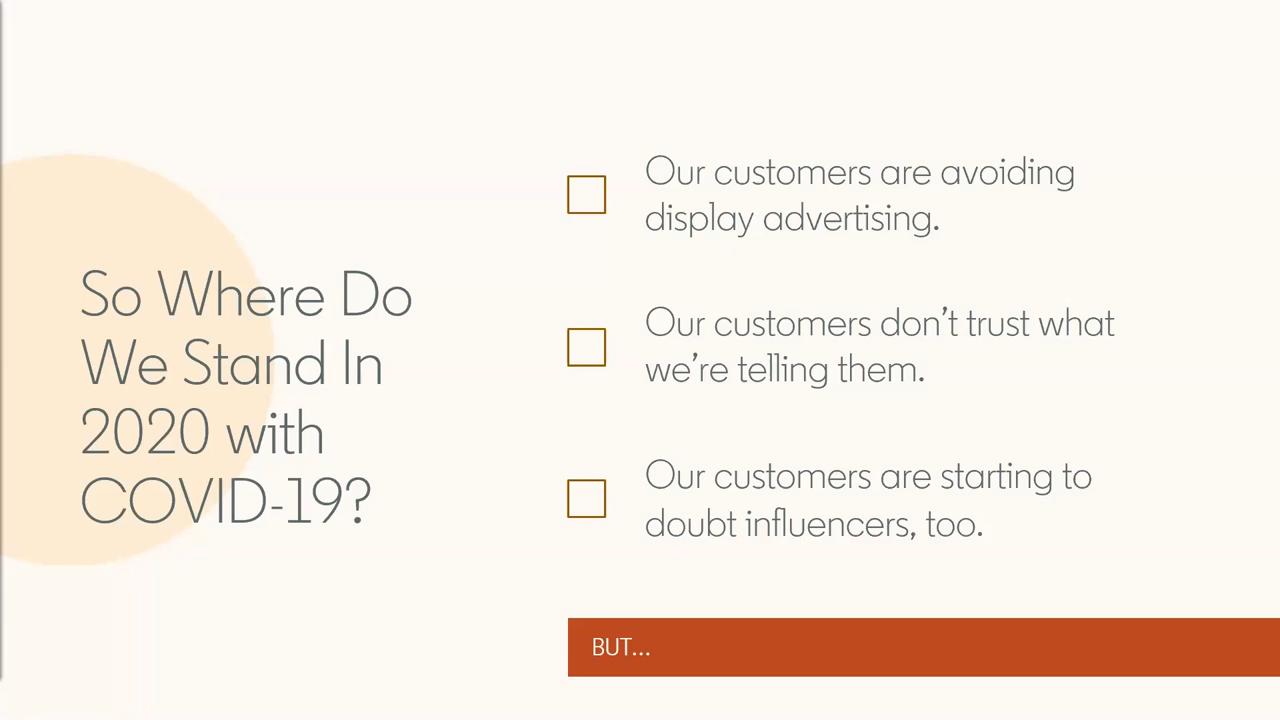 So Where Do
We Stand In
2020 with
COVID-19?
Our customers are avoiding
display advertising.
Our customers don’t trust what
we’re telling them.
Our customers are starting to
doubt influencers, too.
BUT...